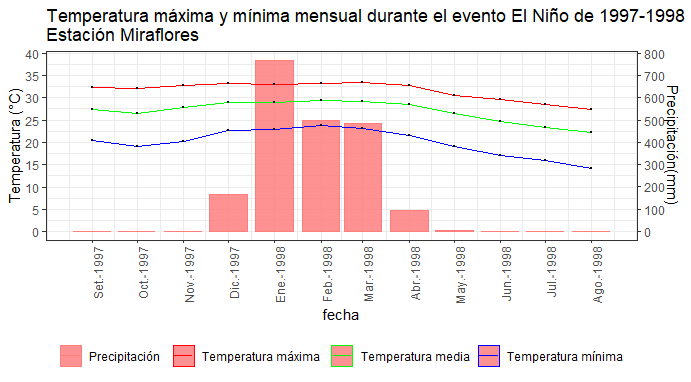 Temperatura máxima y mínima mensual durante el evento El Niño de 1997-1998
Estación Miraflores
Temperatura (°C)
40
35
30
25
20
15
10
5
0
800
700
600
500
400
300
200
100
0
Precipitación(mm)
Set.-1997
Oct.-1997
Nov.-1997
Dic.-1997
Ene.-1998
Feb.-1998
Mar.-1998
Abr.-1998
May.-1998
Jun.-1998
Jul.-1998
Ago.-1998
fecha
Precipitación Temperatura máxima Temperatura media Temperatura mínima